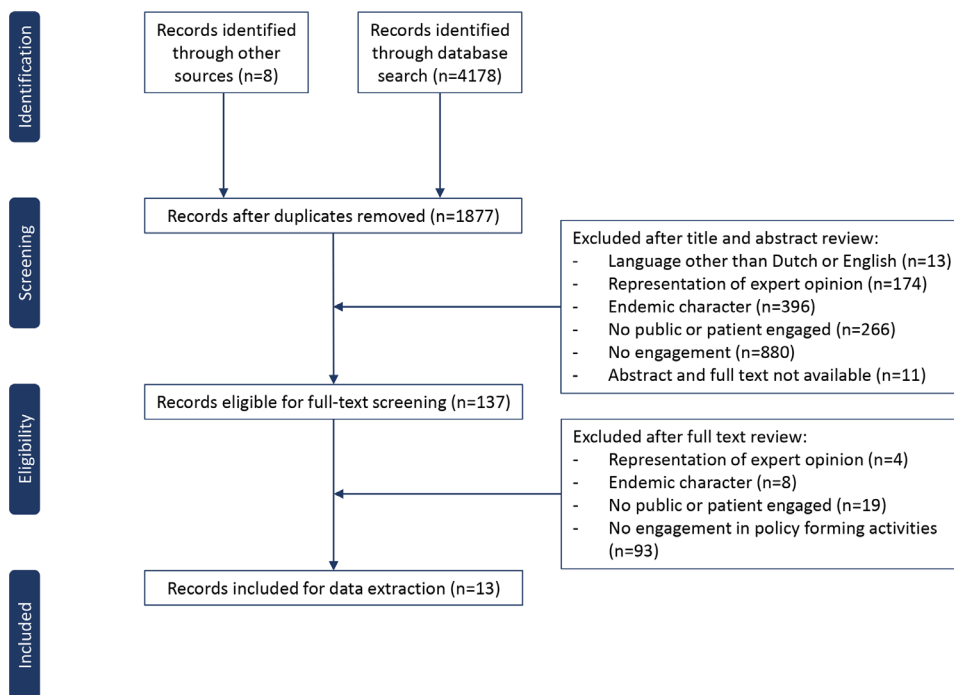 Identification
Records identified
through other
sources (n=8)
Records identified
through database
search (n=4178)
Screening
Records after duplicates removed (n=1877)
Excluded after title and abstract review:
- Language other than Dutch or English (n=13)
- Representation of expert opinion (n=174)
- Endemic character (n=396)
- No public or patient engaged (n=266)
- No engagement (n=880)
- Abstract and full text not available (n=11)
Eligibility
Records eligible for full-text screening (n=137)
Excluded after full text review:
- Representation of expert opinion (n=4)
- Endemic character (n=8)
- No public or patient engaged (n=19)
- No engagement in policy forming activities
(n=93)
Included
Records included for data extraction (n=13)